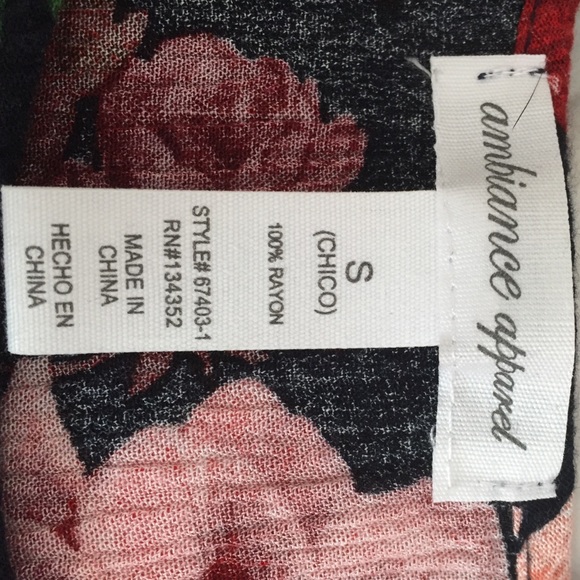 ambiance apparel
S
(CHICO)
100% RAYON
STYLE# 67403-1
RN#134352
MADE IN
CHINA
HECHO EN
CHINA